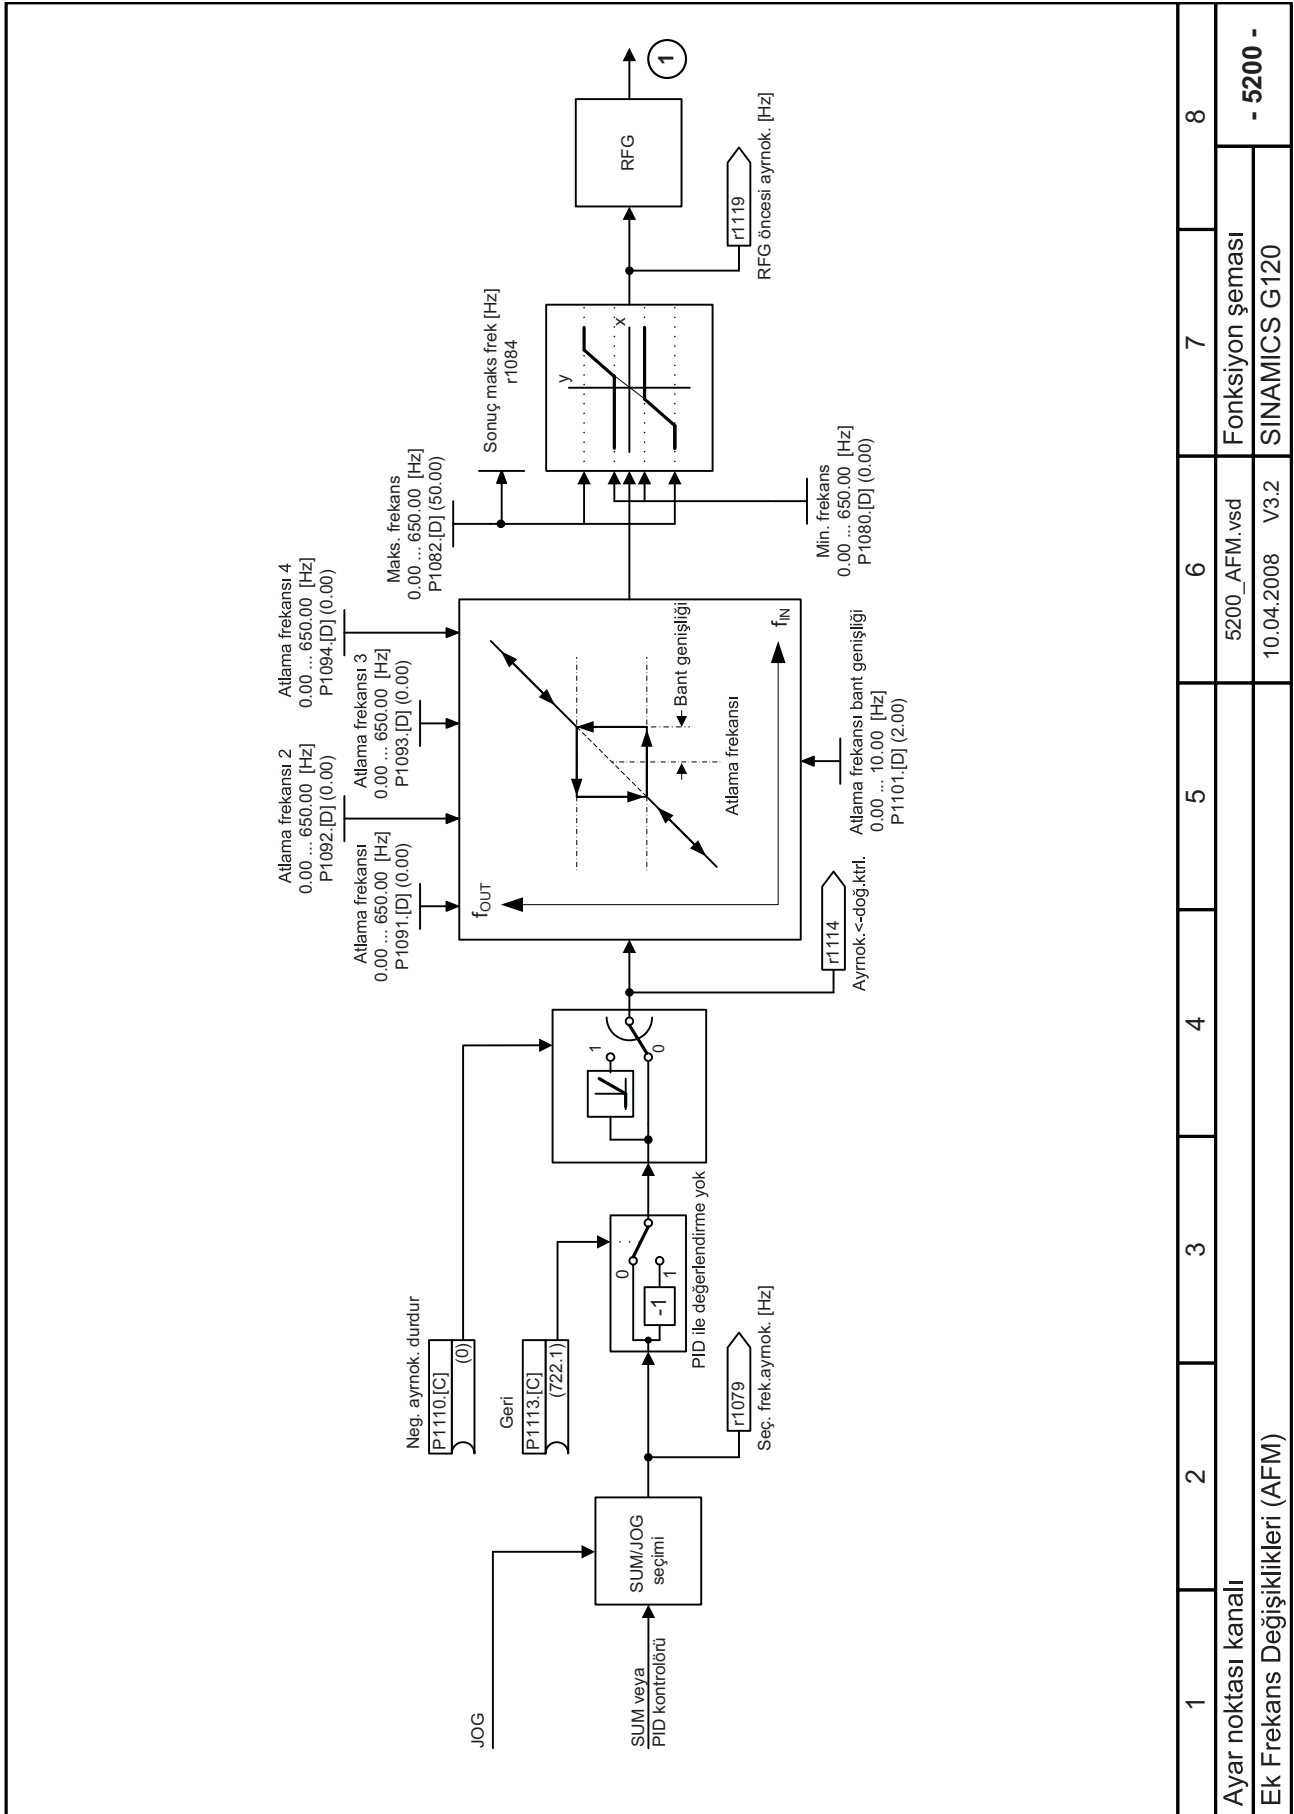 JOG
SUM veya
PID kontrolörü
SUM/JOG
seçimi
Neg. ayrnok. durdur
P1110.[C]
(0)
Geri
P1113.[C]
(722.1)
r1079
Seç. frek.ayrnok. [Hz]
0
1
-1
PID ile değerlendirme yok
1
0
r1114
Ayrnok.<-doğ.ktrl.
Atlama frekansı
0.00 ... 650.00 [Hz]
P1091.[D] (0.00)
Atlama frekansı 2
0.00 ... 650.00 [Hz]
P1092.[D] (0.00)
Atlama frekansı 3
0.00 ... 650.00 [Hz]
P1093.[D] (0.00)
Atlama frekansı 4
0.00 ... 650.00 [Hz]
P1094.[D] (0.00)
fOUT
fIN
Bant genişliği
Atlama frekansı
Atlama frekansı bant genişliği
0.00 ... 10.00 [Hz]
P1101.[D] (2.00)
Maks. frekans
0.00 ... 650.00 [Hz]
P1082.[D] (50.00)
Sonuç maks frek [Hz]
r1084
y
x
Min. frekans
0.00 ... 650.00 [Hz]
P1080.[D] (0.00)
r1119
RFG öncesi ayrnok. [Hz]
RFG
1
1 2 3 4 5 6 7 8
Ayar noktası kanalı
Ek Frekans Değişiklikleri (AFM)
5200_AFM.vsd
10.04.2008 V3.2
Fonksiyon şeması
SINAMICS G120
- 5200 -